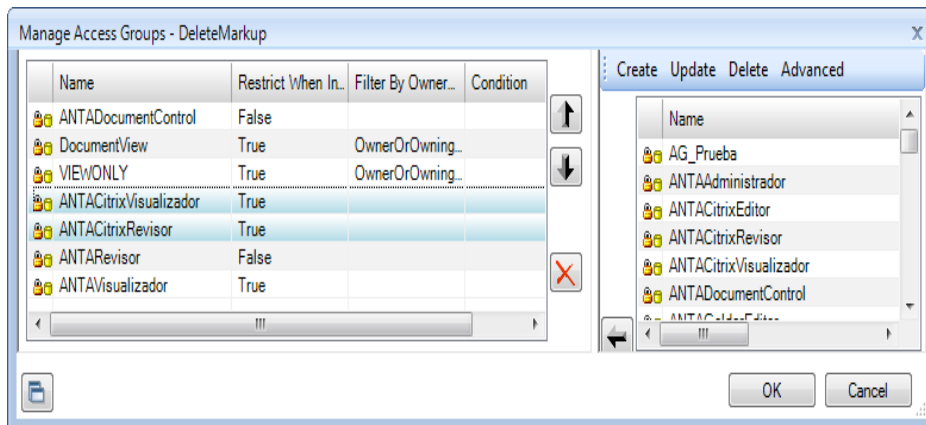 Manage Access Groups - DeleteMarkup
X
Name Restrict When In... Filter By Owner... Condition
ANTADocumentControl False
DocumentView True OwnerOrOwning...
VIEWONLY True OwnerOrOwning...
ANTACitrixVisualizador True
ANTACitrixRevisor True
ANTARevisor False
ANTAVisualizador True
Create Update Delete Advanced
Name
AG_Prueba
ANTAAdministrador
ANTACitrixEditor
ANTACitrixRevisor
ANTACitrixVisualizador
ANTADocumentControl
OK Cancel